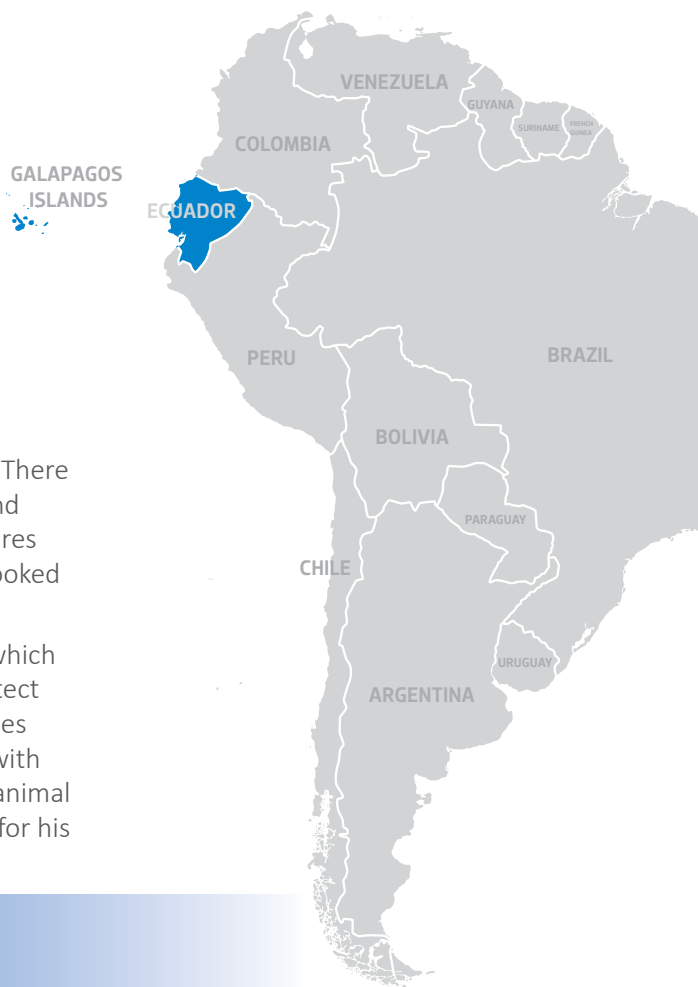 VENEZUELA
GUYANA
SURINAME
FRENCH
GUINEA
COLOMBIA
GALAPAGOS
ISLANDS
ECUADOR
PERU
BRAZIL
BOLIVIA
PARAGUAY
CHILE
URUGUAY
ARGENTINA
There
nd
res
ooked
which
tect
es
with
animal
for his